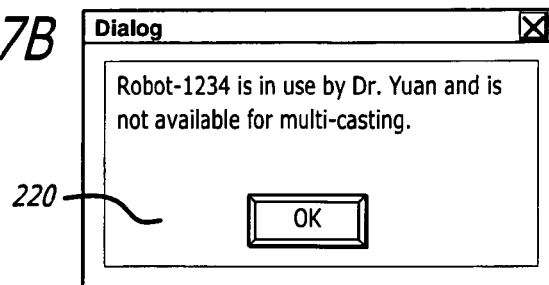 7B
Dialog
Robot-1234 is in use by Dr. Yuan and is
not available for multi-casting.
220
OK